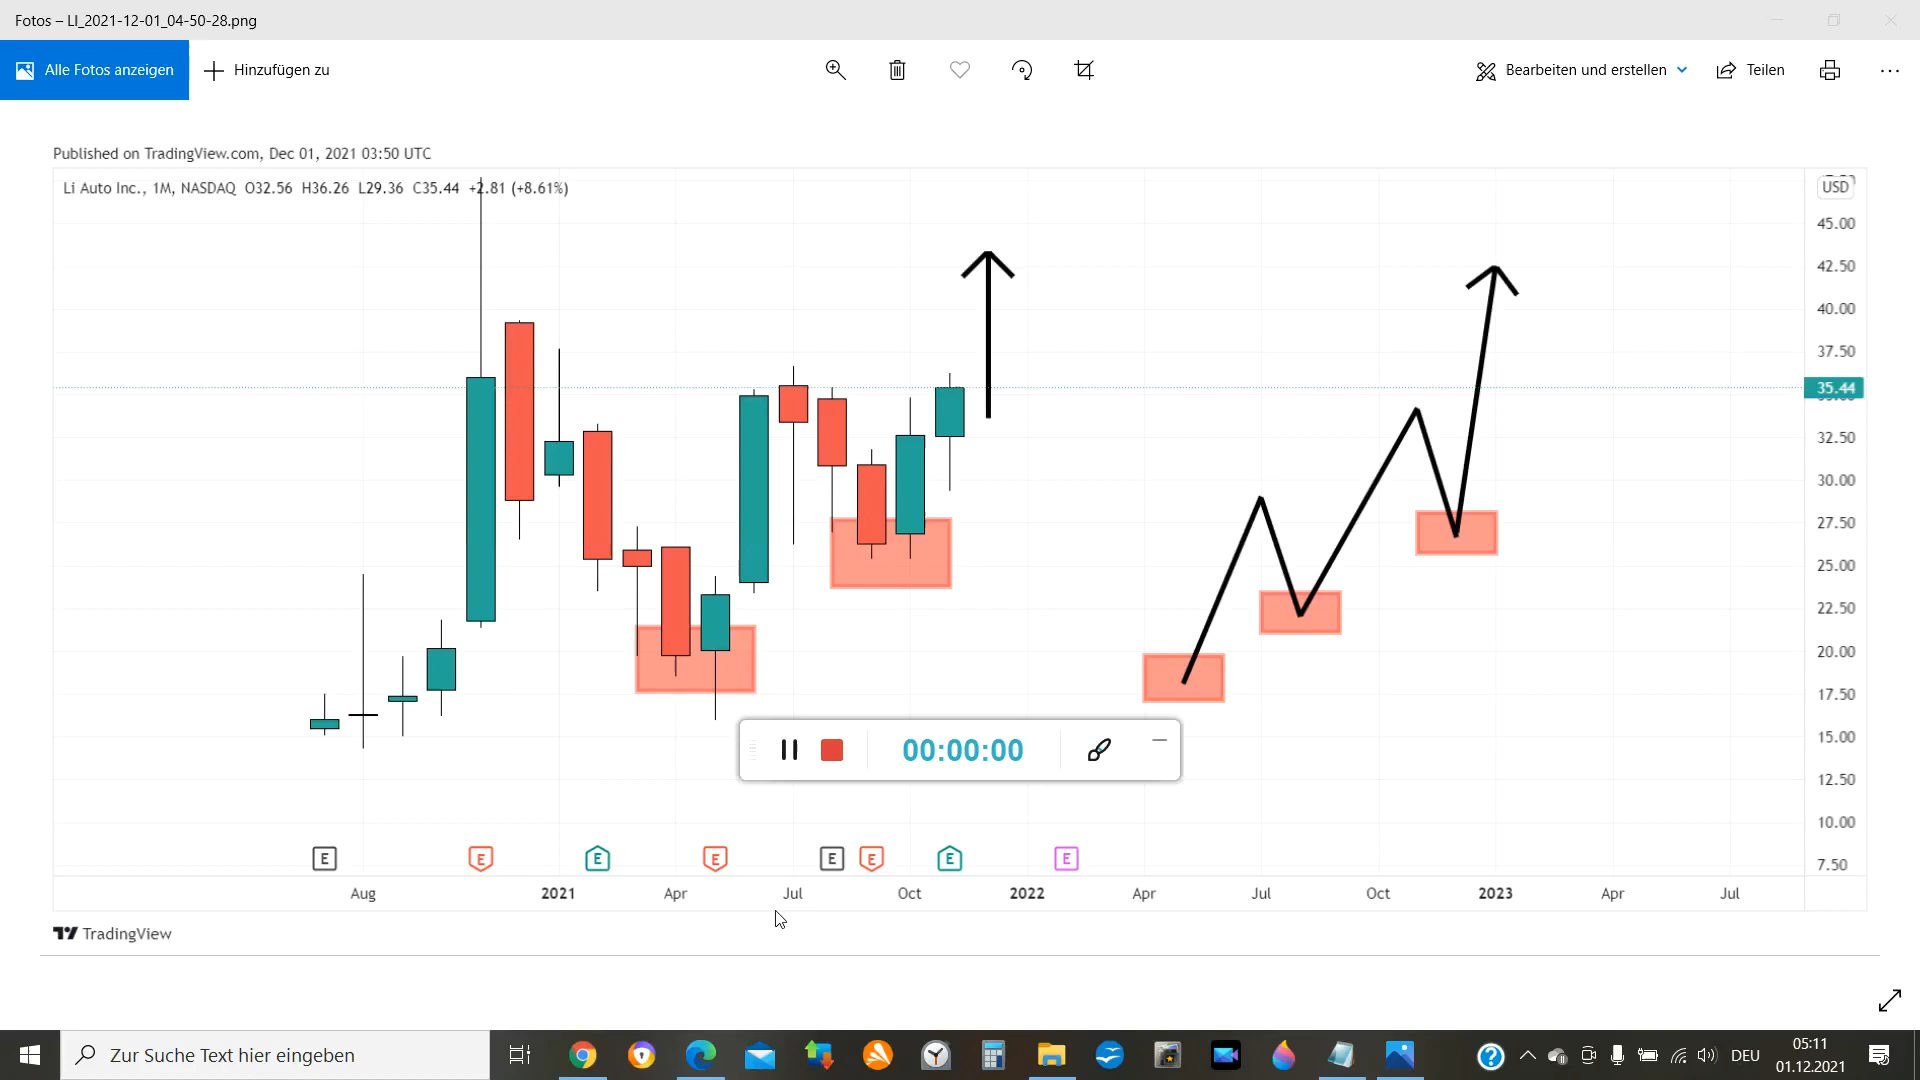 Fotos – LI_2021-12-01_04-50-28.png
Alle Fotos anzeigen
Hinzufügen zu
Bearbeiten und erstellen
Teilen
Published on TradingView.com, Dec 01, 2021 03:50 UTC
Li Auto Inc., 1M, NASDAQ O32.56 H36.26 L29.36 C35.44 +2.81 (+8.61%)
USD
45.00
42.50
40.00
37.50
35.44
32.50
30.00
27.50
25.00
22.50
20.00
17.50
15.00
12.50
10.00
7.50
00:00:00
E E E E E E E E
Aug 2021 Apr Jul Oct 2022 Apr Jul Oct 2023 Apr Jul
TradingView
Zur Suche Text hier eingeben
DEU
05:11
01.12.2021